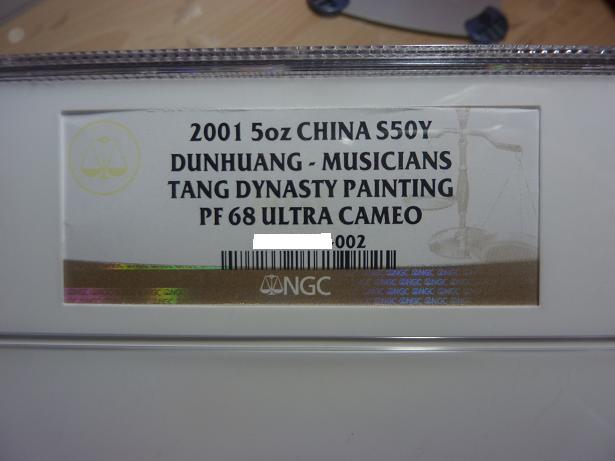 2001 5oz CHINA S50Y
DUNHUANG - MUSICIANS
TANG DYNASTY PAINTING
PF 68 ULTRA CAMEO
-002
NGC